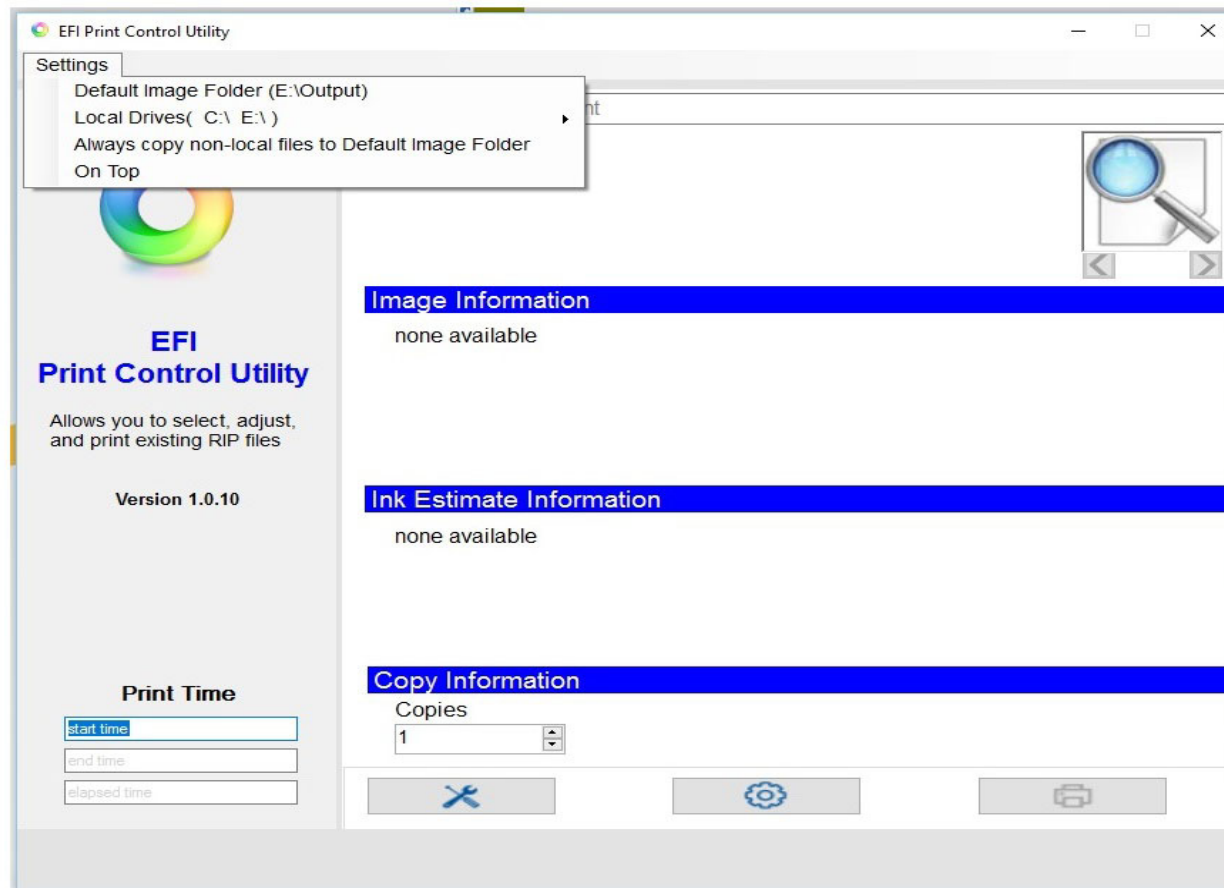 EFI Print Control Utility
Settings
Default Image Folder (E:\Output)
Local Drives( C:\ E:\ )
Always copy non-local files to Default Image Folder
On Top
EFI
Print Control Utility
Allows you to select, adjust,
and print existing RIP files
Version 1.0.10
Print Time
start time
end time
elapsed time
Image Information
none available
Ink Estimate Information
none available
Copy Information
Copies
1